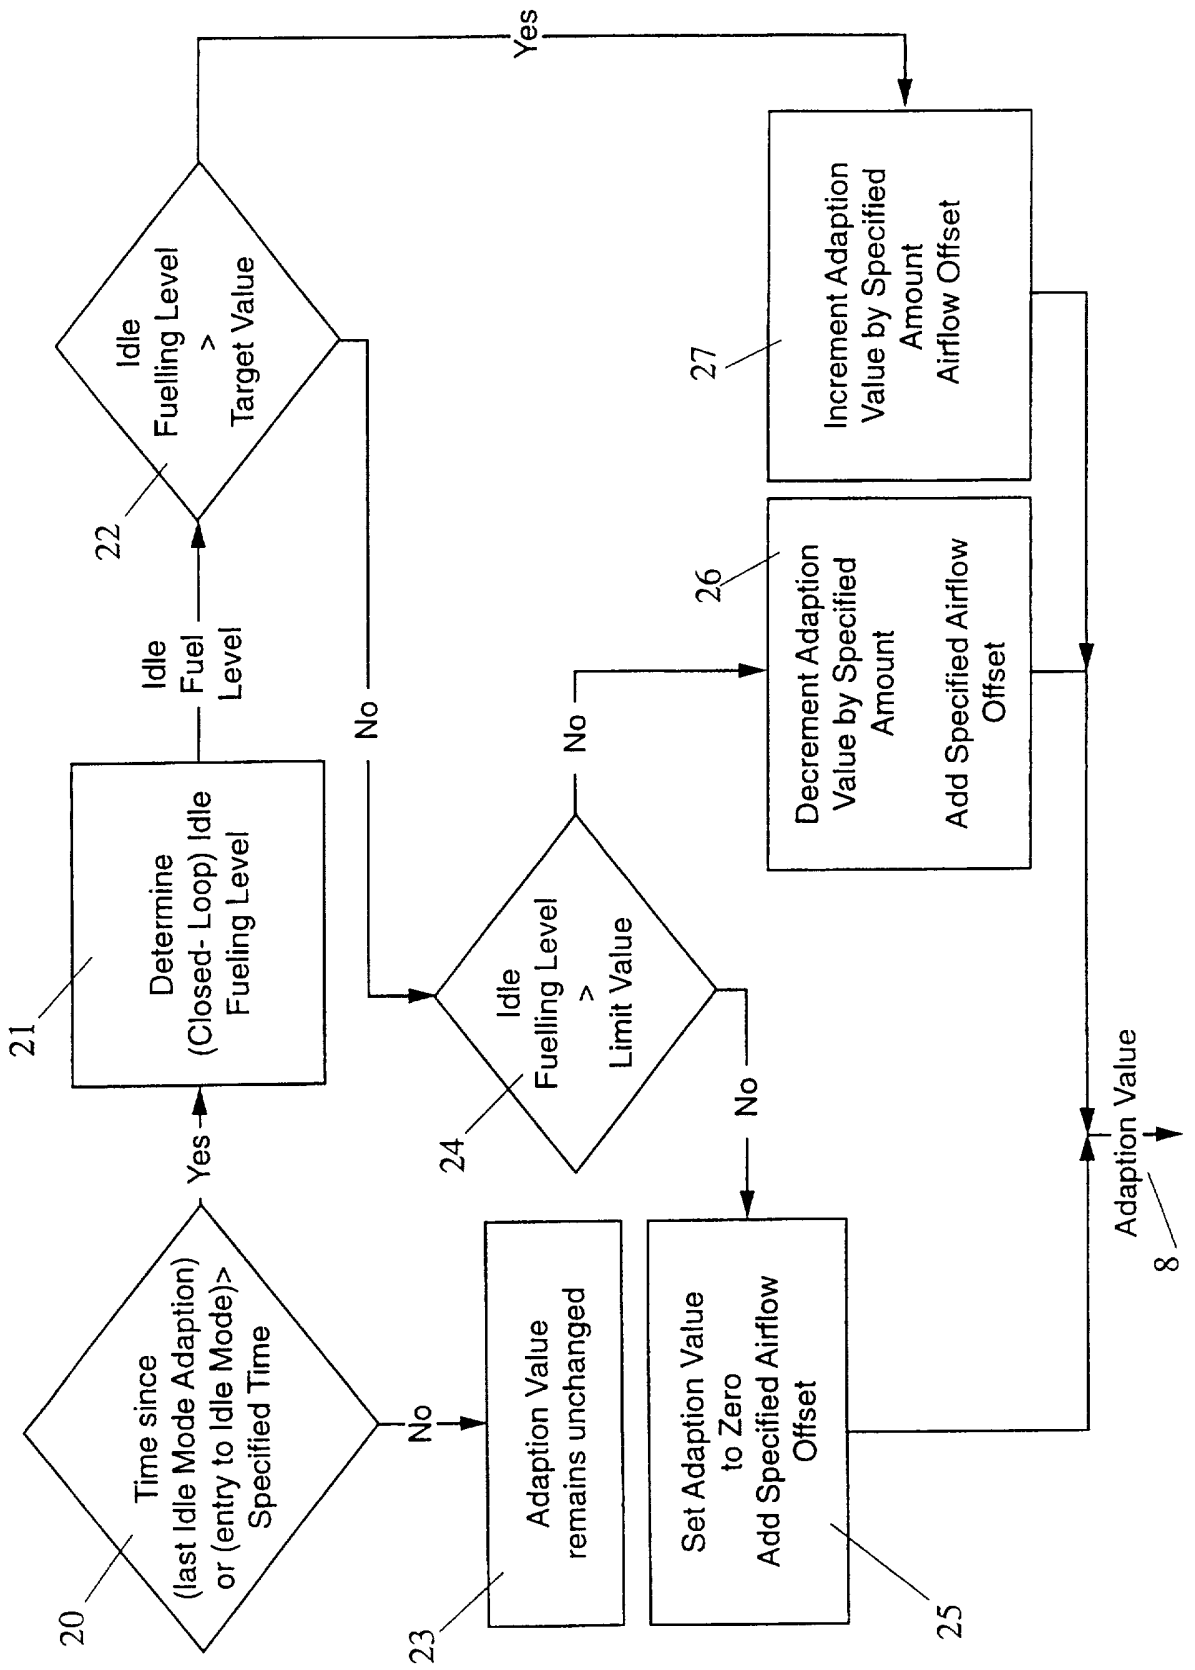 20
Time since
(last Idle Mode Adaption)
or (entry to Idle Mode)>
Specified Time
Yes
No
21
Determine
(Closed- Loop) Idle
Fueling Level
Idle
Fuel
Level
22
Idle
Fuelling Level
>
Target Value
Yes
No
23
Adaption Value
remains unchanged
24
Idle
Fuelling Level
>
Limit Value
No
No
25
Set Adaption Value
to Zero
Add Specified Airflow
Offset
26
Decrement Adaption
Value by Specified
Amount
Add Specified Airflow
Offset
27
Increment Adaption
Value by Specified
Amount
Airflow Offset
8
Adaption Value